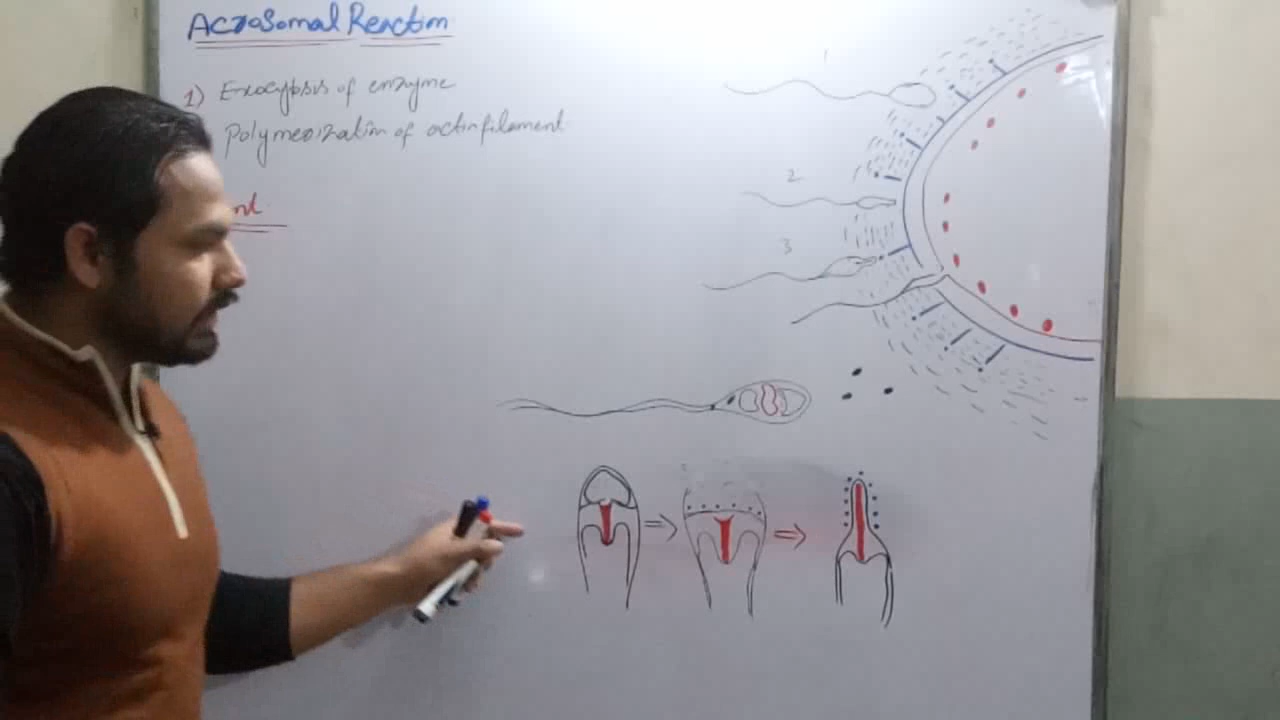 Acrosomal Reaction
1) Exocytosis of enzyme
Polymerization of actin filament
1
2
3